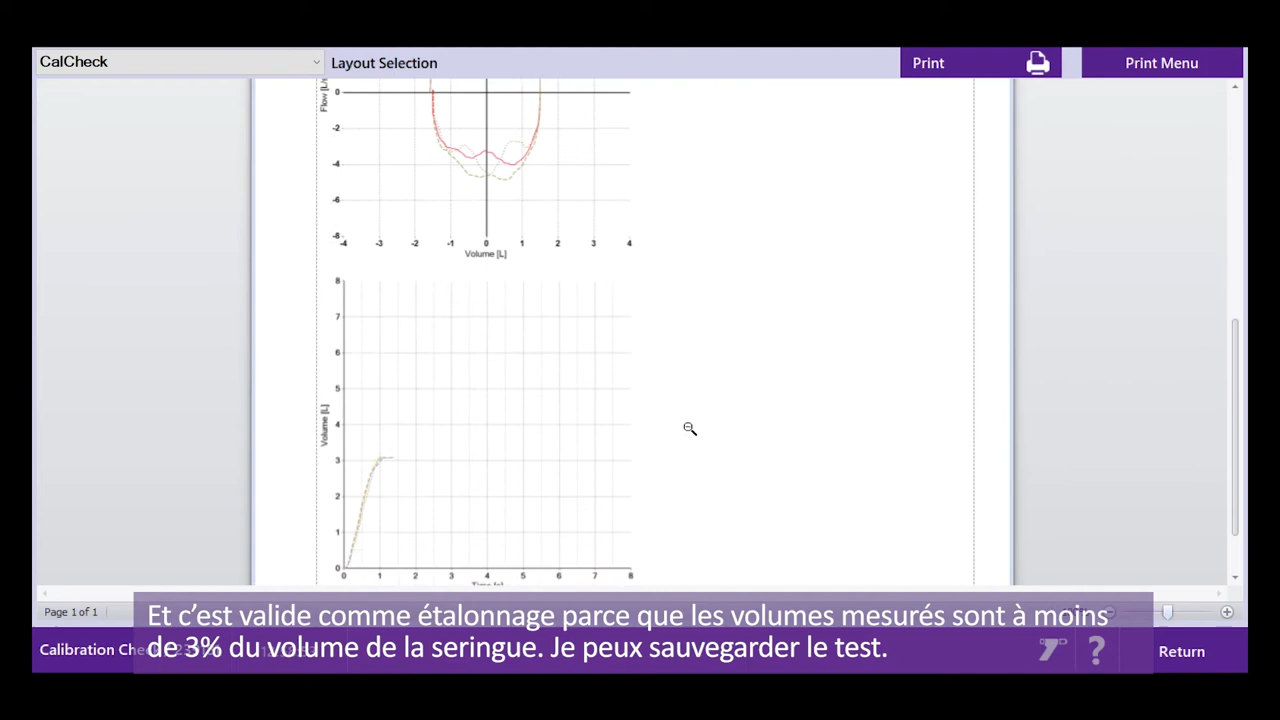 CalCheck
Layout Selection
Print
Print Menu
Flow [L/s
0
-2
-4
-6
-8
-4 -3 -2 -1 0 1 2 3 4
Volume [L]
8
7
6
5
4
3
2
1
0
Volume [L]
0 1 2 3 4 5 6 7 8
Time [s]
Page 1 of 1
Et c’est valide comme étalonnage parce que les volumes mesurés sont à moins
de 3% du volume de la seringue. Je peux sauvegarder le test.
Calibration Check
?
Return